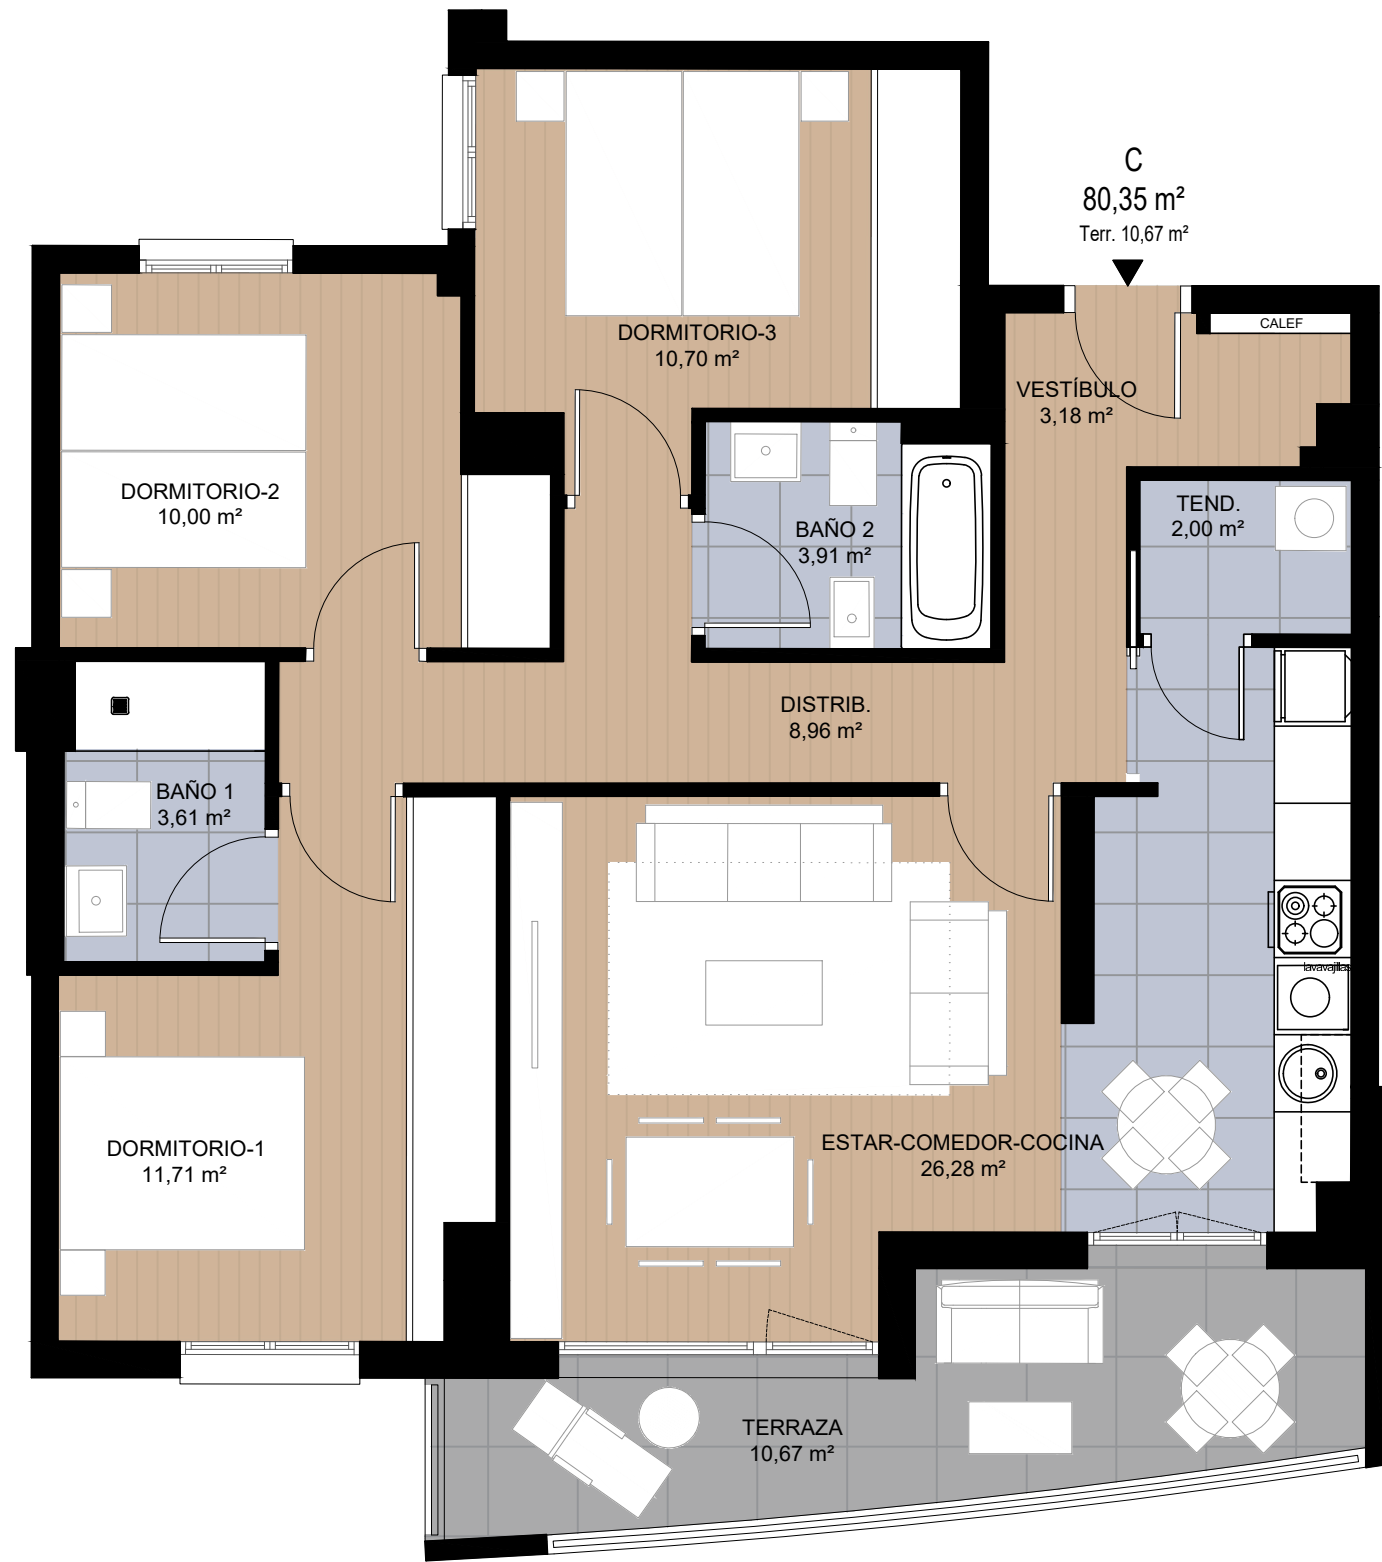 C
80,35 m²
Terr. 10,67 m²
CALEF
DORMITORIO-3
10,70 m²
VESTÍBULO
3,18 m²
DORMITORIO-2
10,00 m²
TEND.
2,00 m²
BAÑO 2
3,91 m²
DISTRIB.
8,96 m²
BAÑO 1
3,61 m²
lavavajillas
DORMITORIO-1
11,71 m²
ESTAR-COMEDOR-COCINA
26,28 m²
TERRAZA
10,67 m²